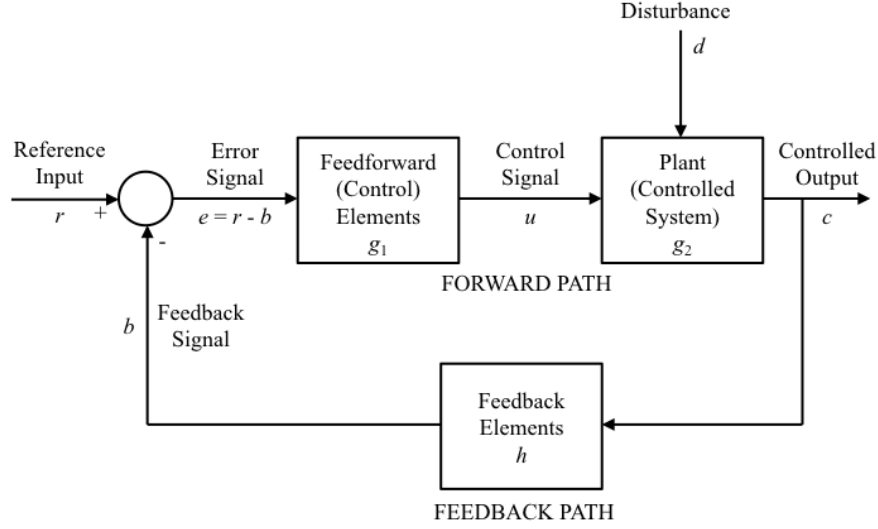 Disturbance
d
Reference
Input
r
+
-
Error
Signal
e = r - b
Feedforward
(Control)
Elements
g1
Control
Signal
u
Plant
(Controlled
System)
g2
Controlled
Output
c
FORWARD PATH
b
Feedback
Signal
Feedback
Elements
h
FEEDBACK PATH